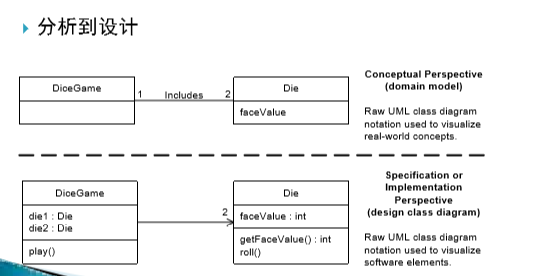 分析到设计
DiceGame
1
Includes
2
Die
faceValue
Conceptual Perspective
(domain model)
Raw UML class diagram
notation used to visualize
real-world concepts.
DiceGame
die1 : Die
die2 : Die
play()
2
Die
faceValue : int
getFaceValue() : int
roll()
Specification or
Implementation
Perspective
(design class diagram)
Raw UML class diagram
notation used to visualize
software elements.